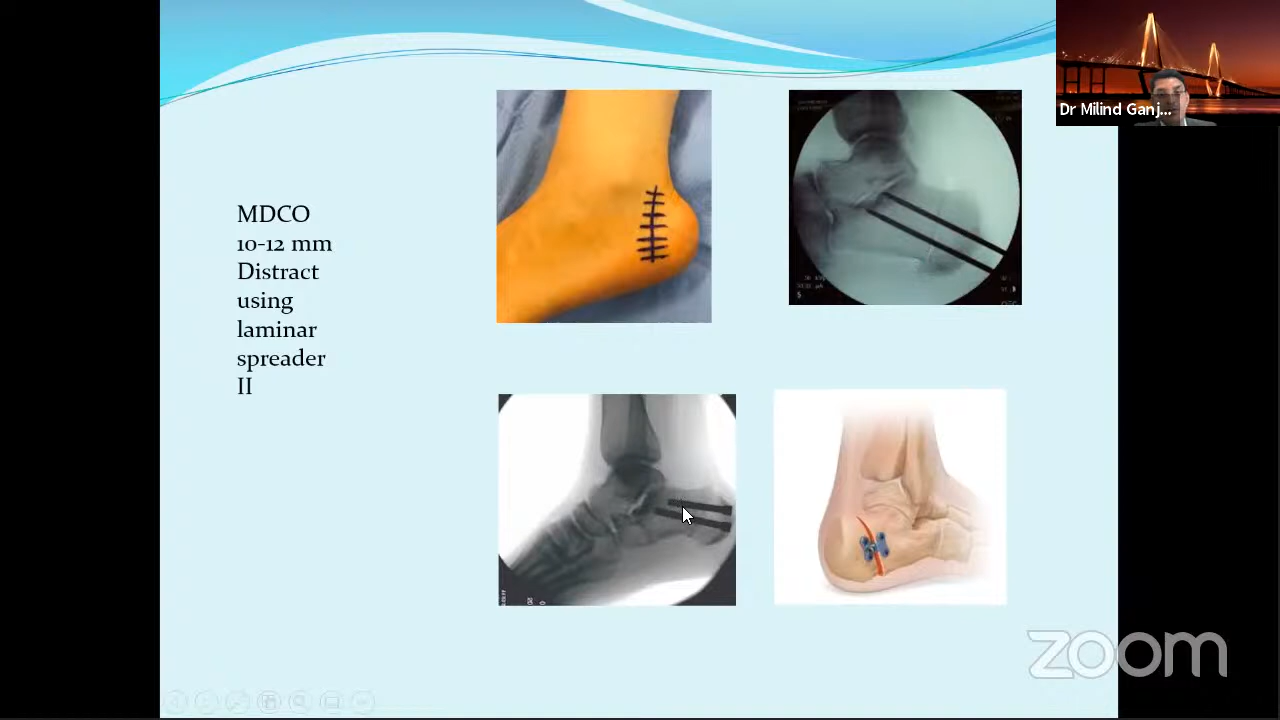 MDCO
10-12 mm
Distract
using
laminar
spreader
II
Dr Milind Ganj...
zoom